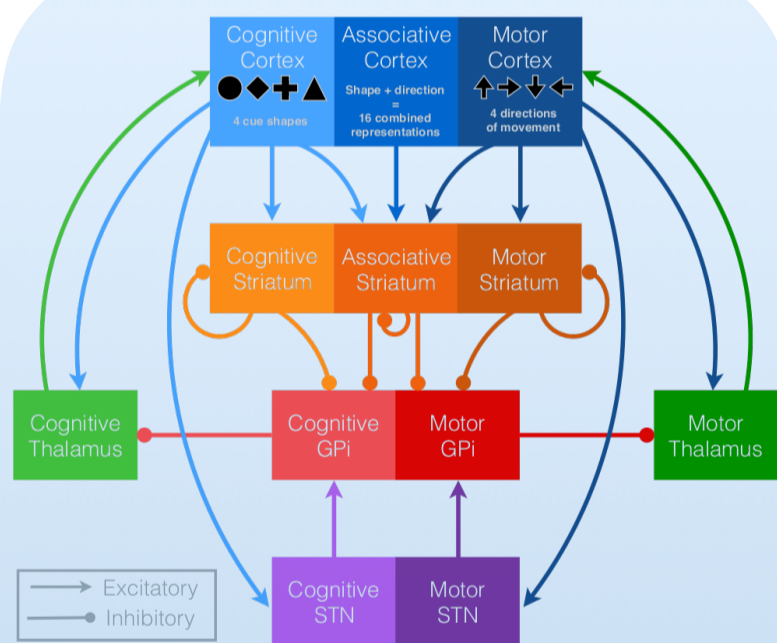 Cognitive
Cortex
4 cue shapes
Associative
Cortex
Shape + direction
=
16 combined
representations
Motor
Cortex
4 directions
of movement
Cognitive
Striatum
Associative
Striatum
Motor
Striatum
Cognitive
Thalamus
Cognitive
GPi
Motor
GPi
Motor
Thalamus
Cognitive
STN
Motor
STN
Excitatory
Inhibitory